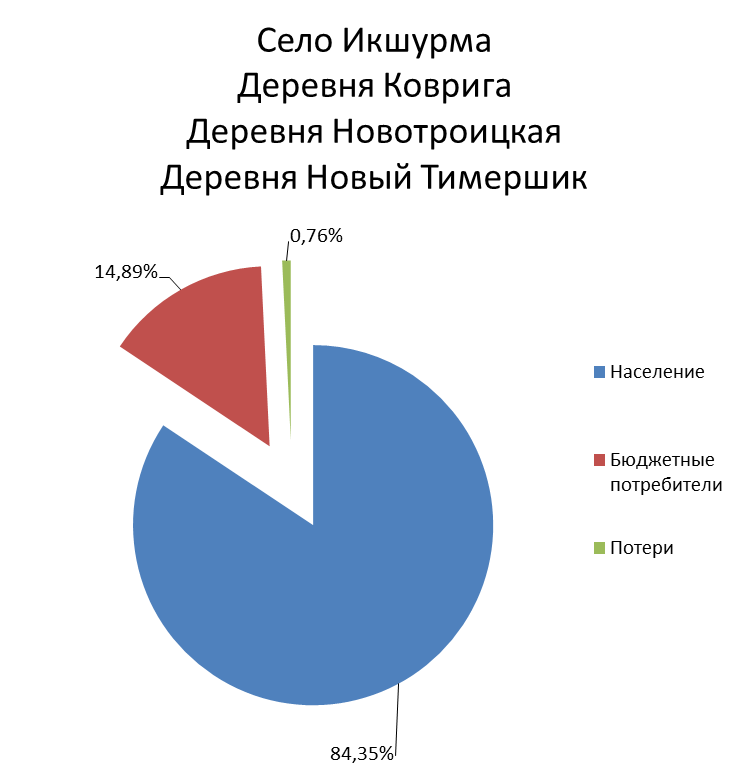 Село Икшурма
Деревня Коврига
Деревня Новотроицкая
Деревня Новый Тимершик
0,76%
14,89%
Население
Бюджетные
потребители
Потери
84,35%